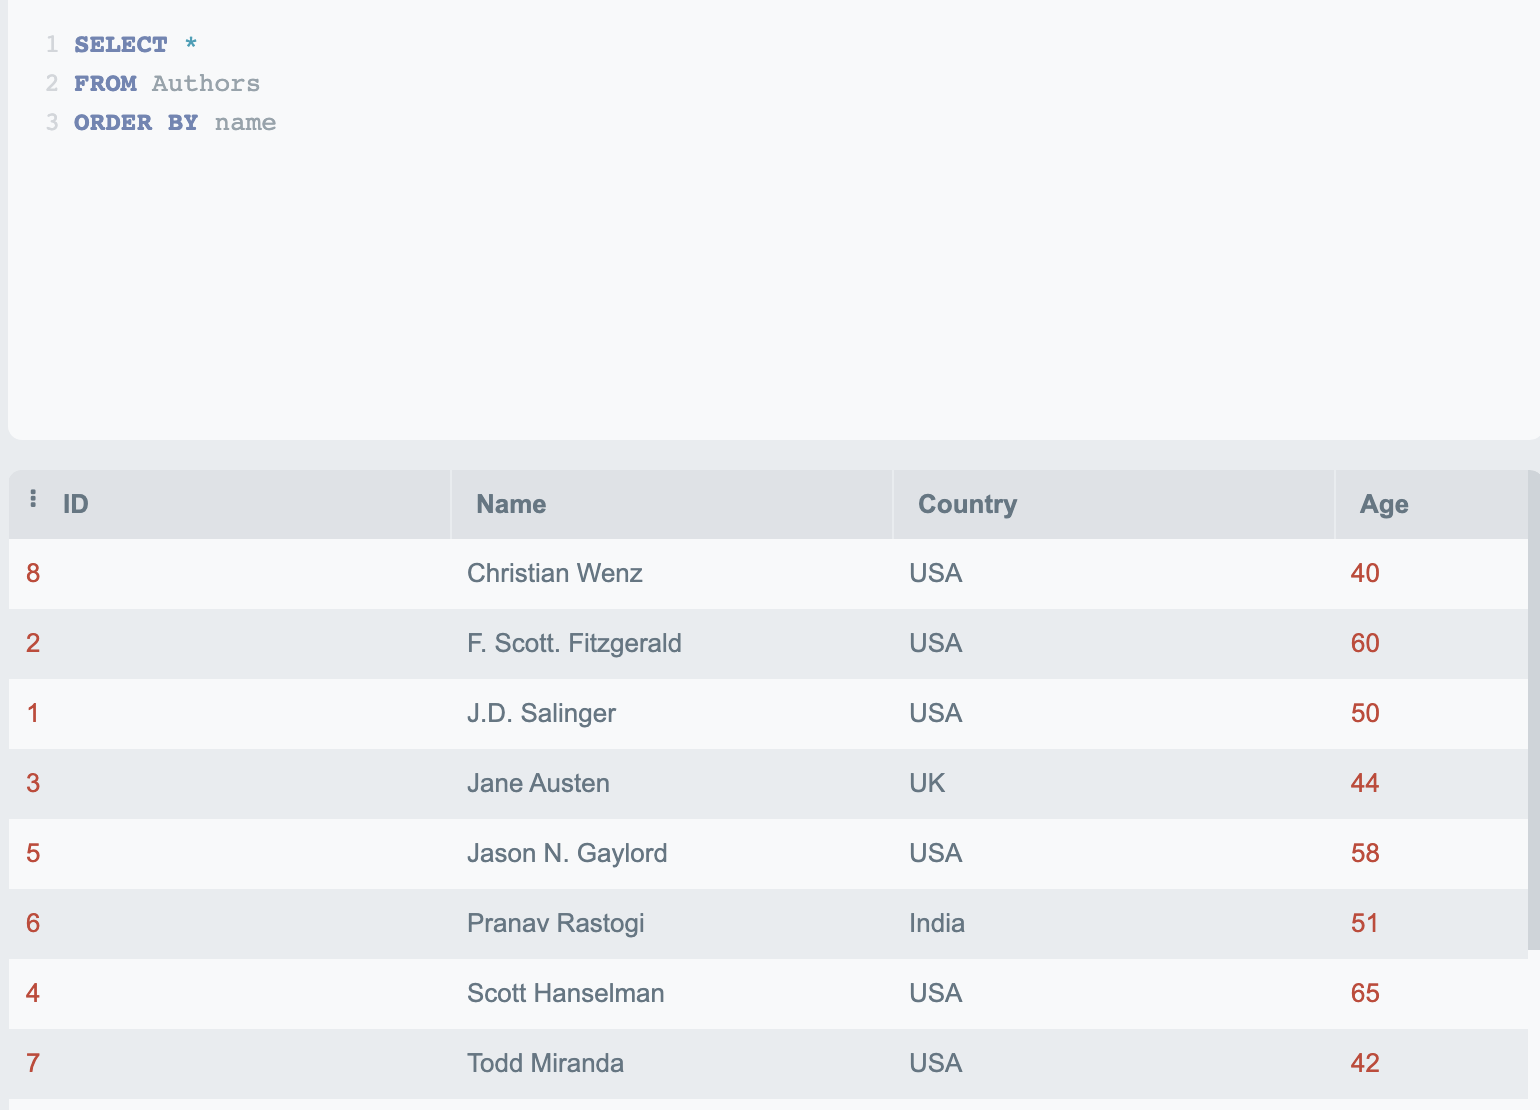 1 SELECT *
2 FROM Authors
3 ORDER BY name
ID Name Country Age
8 Christian Wenz USA 40
2 F. Scott. Fitzgerald USA 60
1 J.D. Salinger USA 50
3 Jane Austen UK 44
5 Jason N. Gaylord USA 58
6 Pranav Rastogi India 51
4 Scott Hanselman USA 65
7 Todd Miranda USA 42